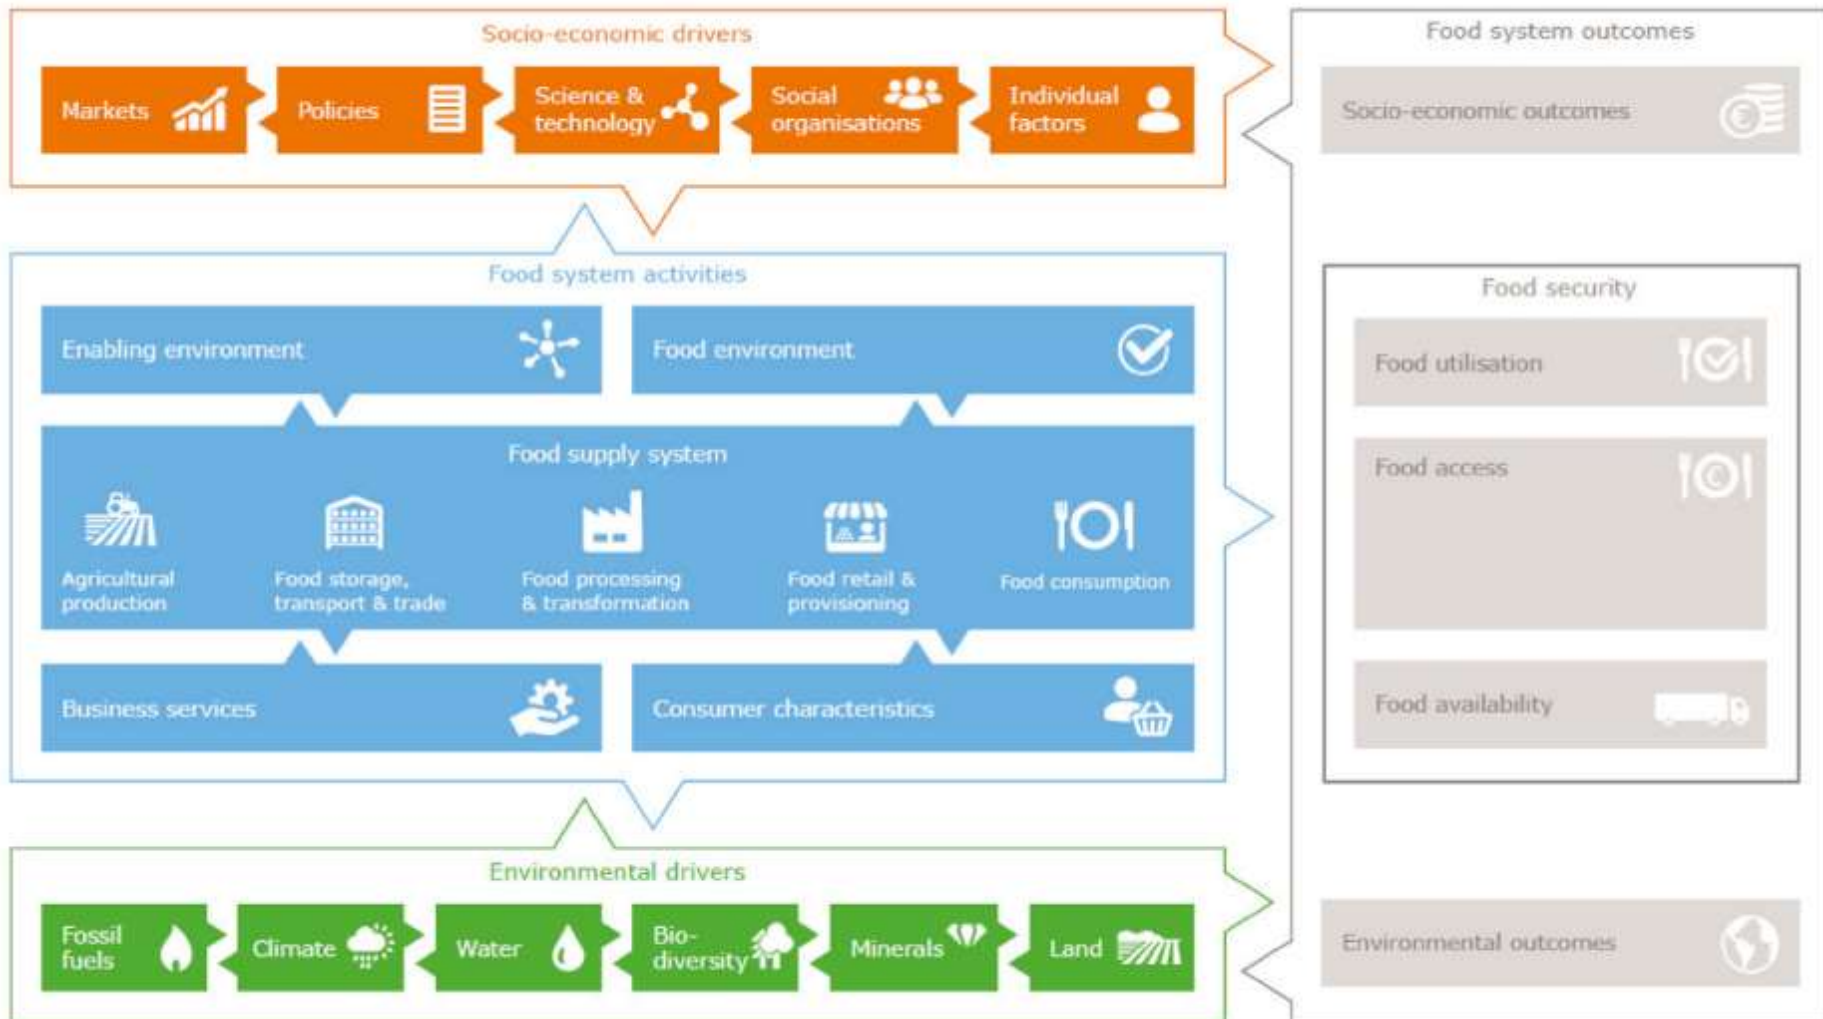 Socio-economic drivers
Markets
Policies
Science &
technology
Social
organisations
Individual
factors
Food system activities
Enabling environment
Food environment
Food supply system
Agricultural
production
Food storage,
transport & trade
Food processing
& transformation
Food retail &
provisioning
Food consumption
Business services
Consumer characteristics
Environmental drivers
Fossil
fuels
Climate
Water
Bio-
diversity
Minerals
Land
Food system outcomes
Socio-economic outcomes
€
Food security
Food utilisation
Food access
€
Food availability
Environmental outcomes